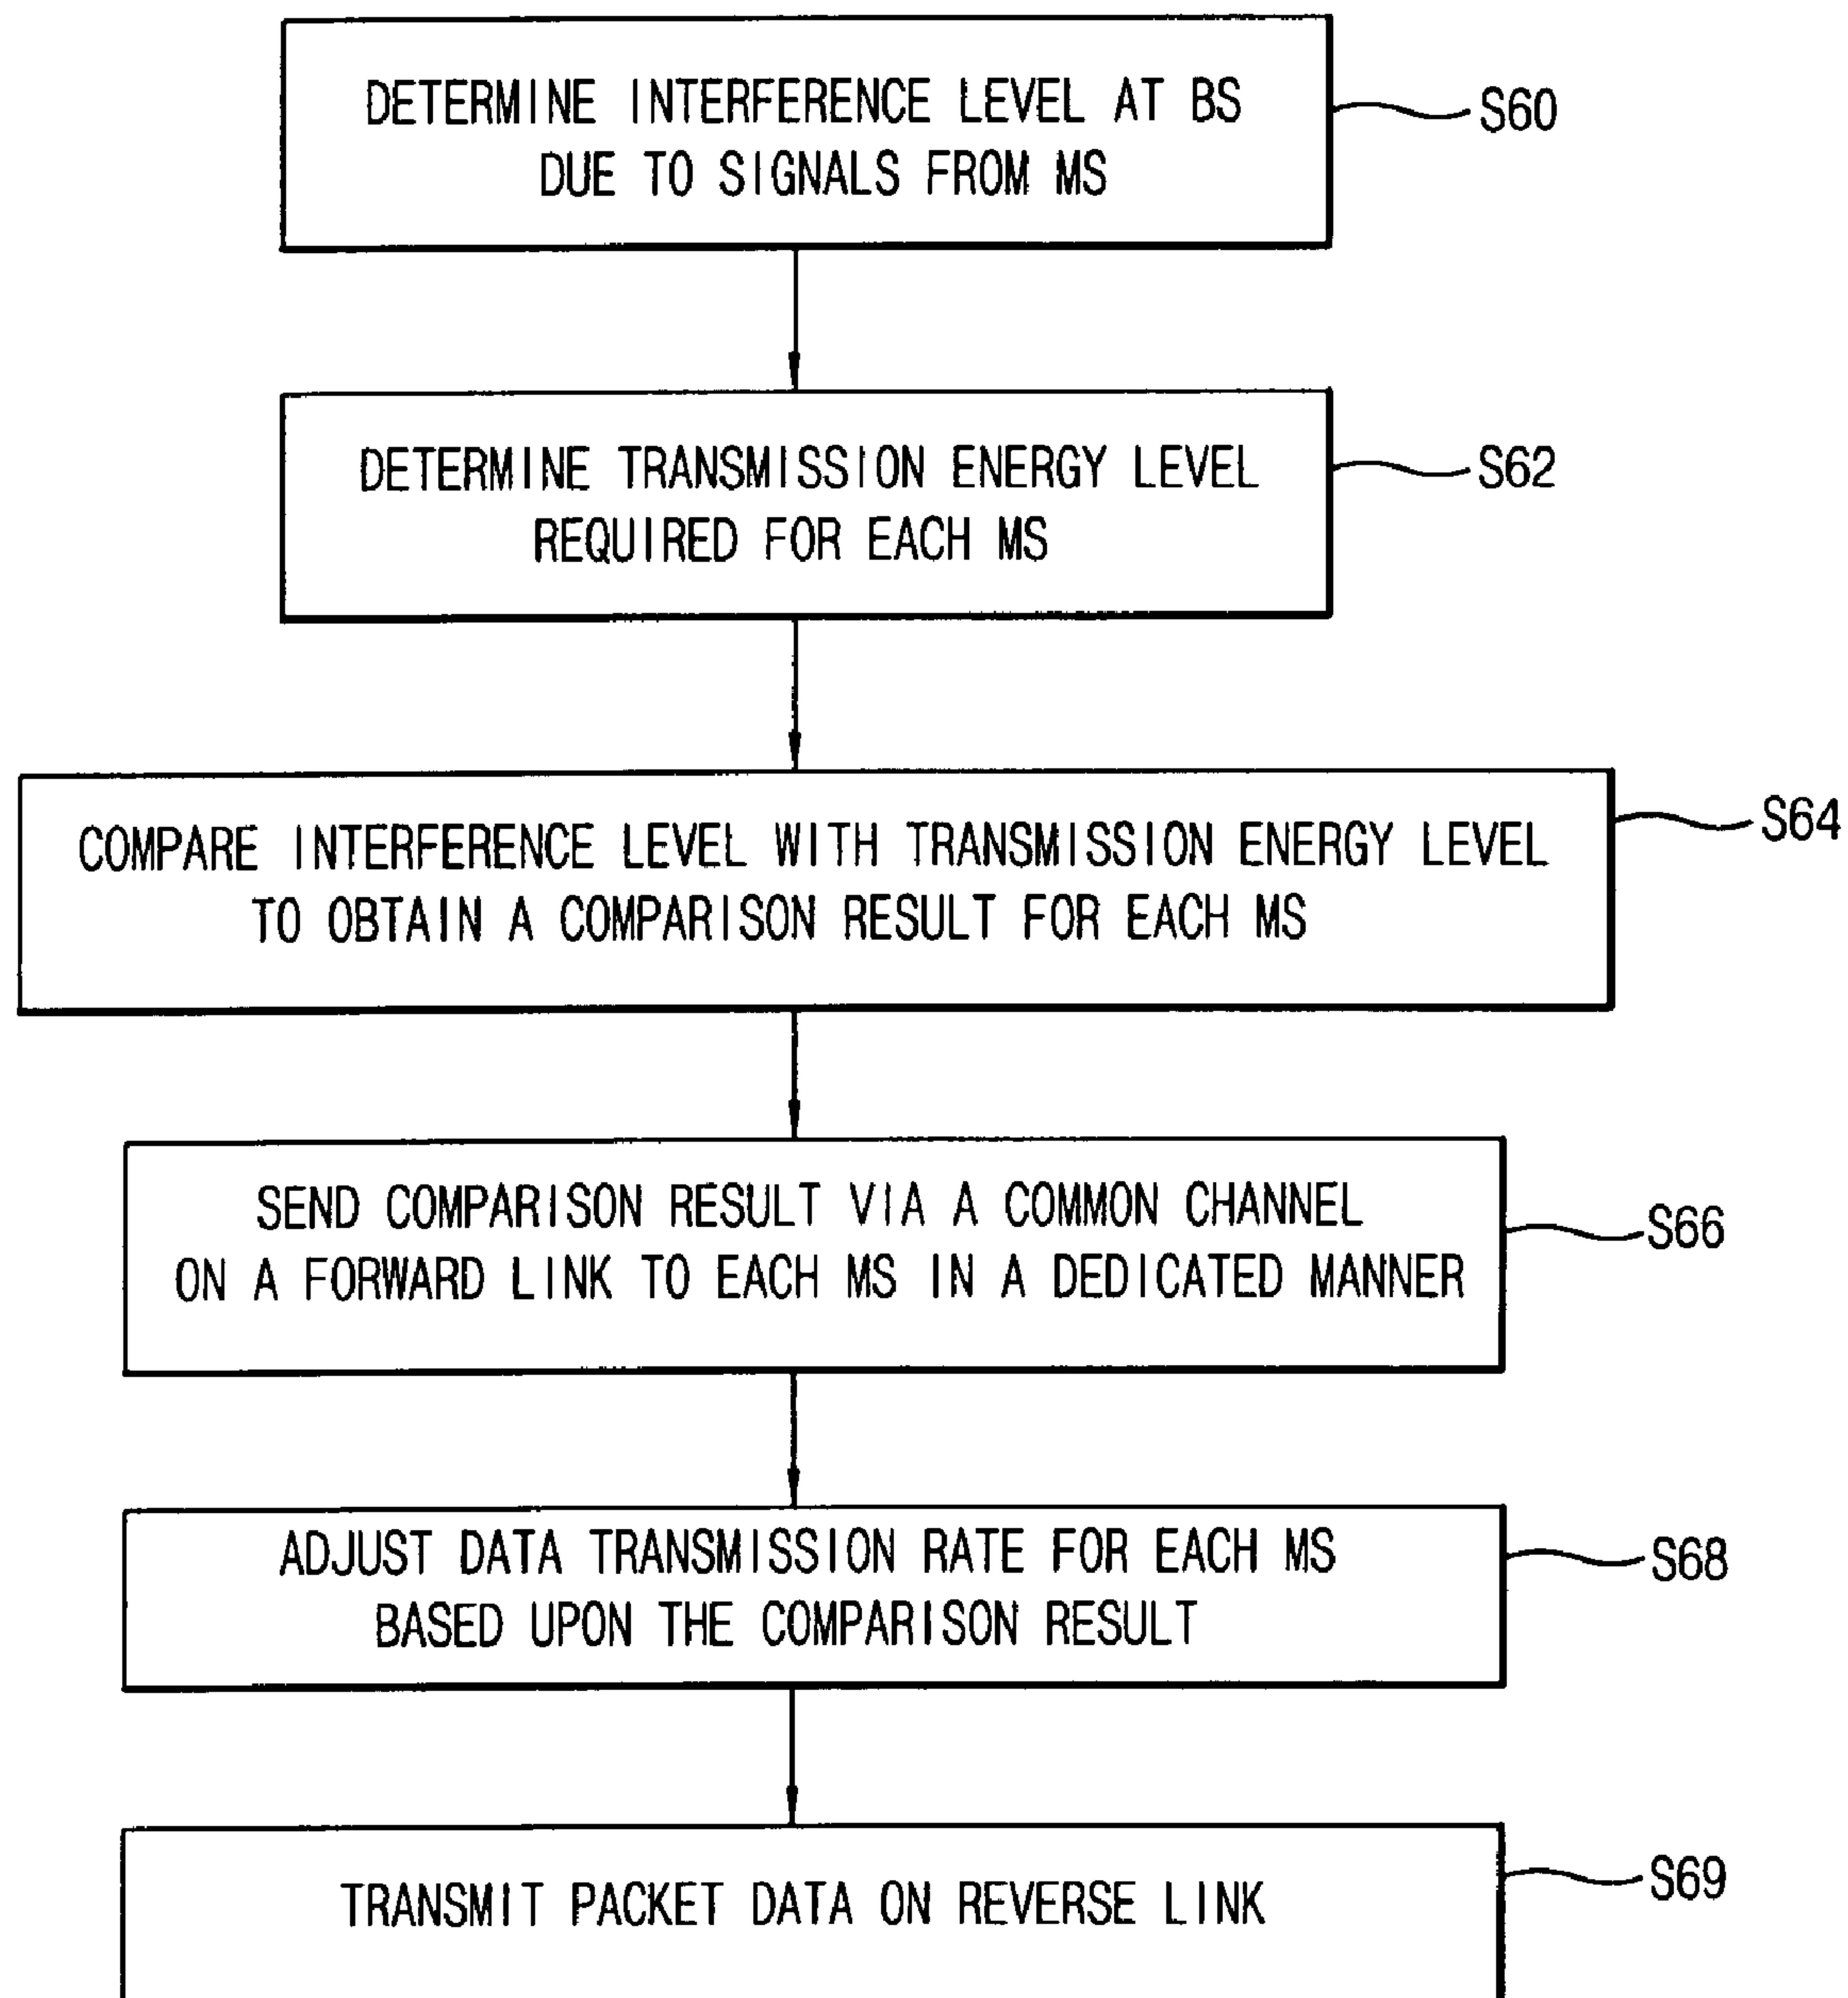 DETERMINE INTERFERENCE LEVEL AT BS
DUE TO SIGNALS FROM MS
S60
DETERMINE TRANSMISSION ENERGY LEVEL
REQUIRED FOR EACH MS
S62
COMPARE INTERFERENCE LEVEL WITH TRANSMISSION ENERGY LEVEL
TO OBTAIN A COMPARISON RESULT FOR EACH MS
S64
SEND COMPARISON RESULT VIA A COMMON CHANNEL
ON A FORWARD LINK TO EACH MS IN A DEDICATED MANNER
S66
ADJUST DATA TRANSMISSION RATE FOR EACH MS
BASED UPON THE COMPARISON RESULT
S68
TRANSMIT PACKET DATA ON REVERSE LINK
S69